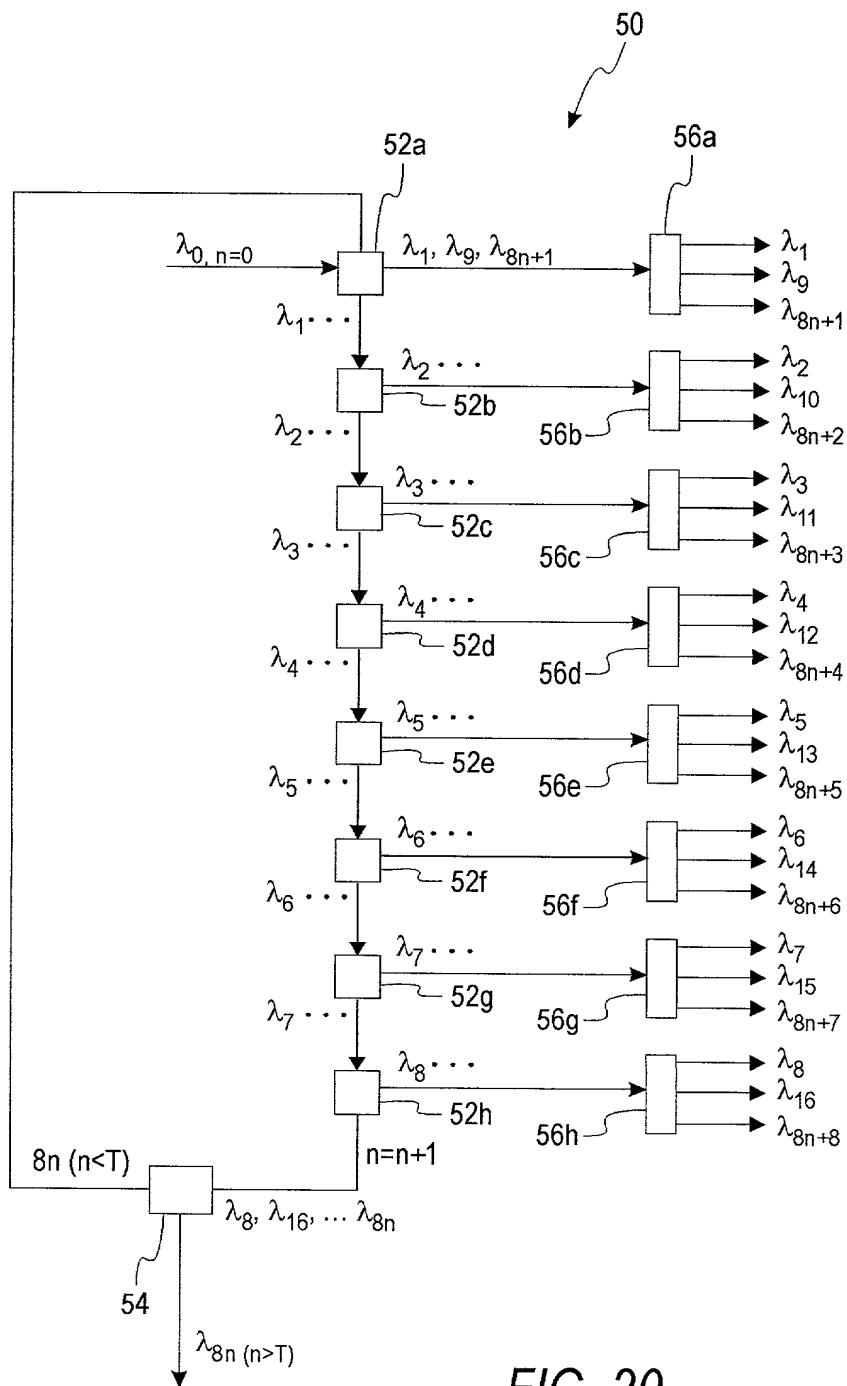 50
52a
56a
λ0, n=0
λ1, λ9, λ8n+1
λ1
λ9
λ8n+1
λ1 • • •
λ2 • • •
52b
56b
λ2
λ10
λ8n+2
λ2 • • •
λ3 • • •
52c
56c
λ3
λ11
λ8n+3
λ3 • • •
λ4 • • •
52d
56d
λ4
λ12
λ8n+4
λ4 • • •
λ5 • • •
52e
56e
λ5
λ13
λ8n+5
λ5 • • •
λ6 • • •
52f
56f
λ6
λ14
λ8n+6
λ6 • • •
λ7 • • •
52g
56g
λ7
λ15
λ8n+7
λ7 • • •
λ8 • • •
52h
56h
λ8
λ16
λ8n+8
n=n+1
8n (n<T)
λ8, λ16, ... λ8n
54
λ8n (n>T)
FIG. 20